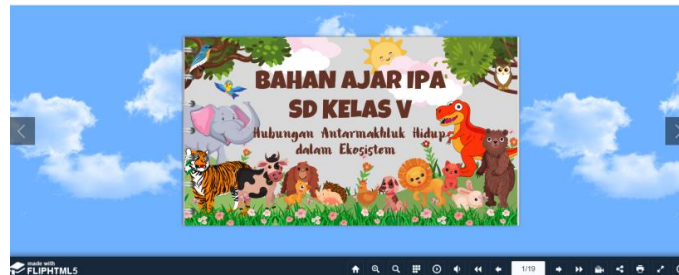 BAHAN AJAR IPA
SD KELAS V
Hubungan Antarmakhluk Hidup
dalam Ekosistem
made with
FLIPHTML5
1/19